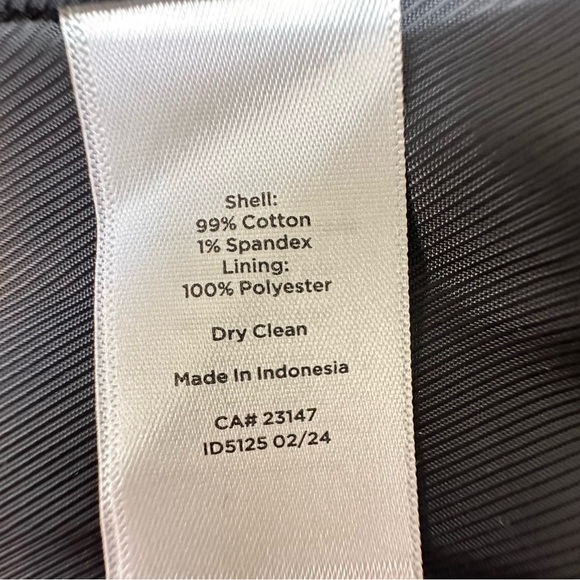 Shell:
99% Cotton
1% Spandex
Lining:
100% Polyester
Dry Clean
Made In Indonesia
CA# 23147
ID5125 02/24